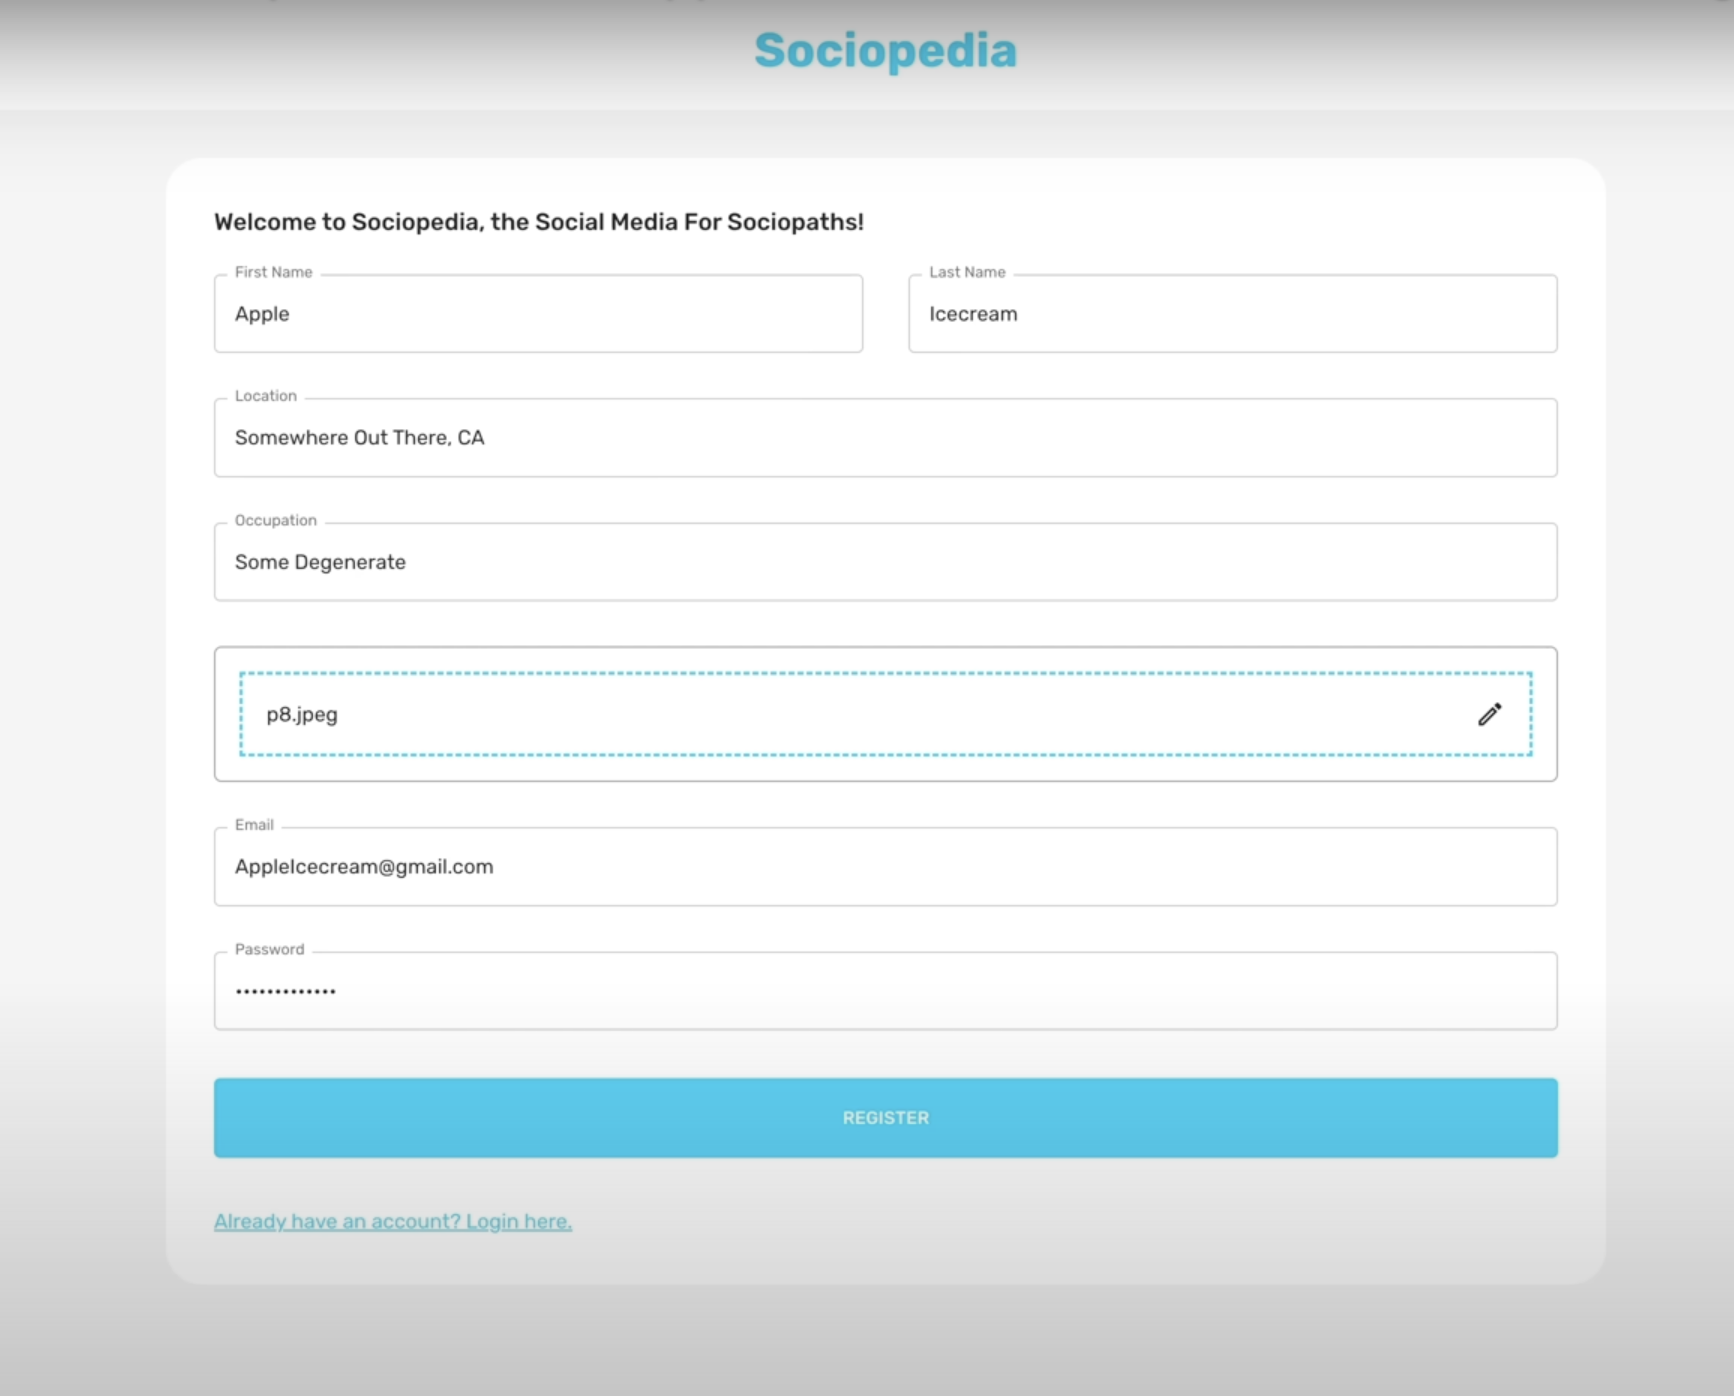 Sociopedia
Welcome to Sociopedia, the Social Media For Sociopaths!
First Name
Apple
Last Name
Icecream
Location
Somewhere Out There, CA
Occupation
Some Degenerate
p8.jpeg
Email
AppleIcecream@gmail.com
Password
•••••••••••••
REGISTER
Already have an account? Login here.